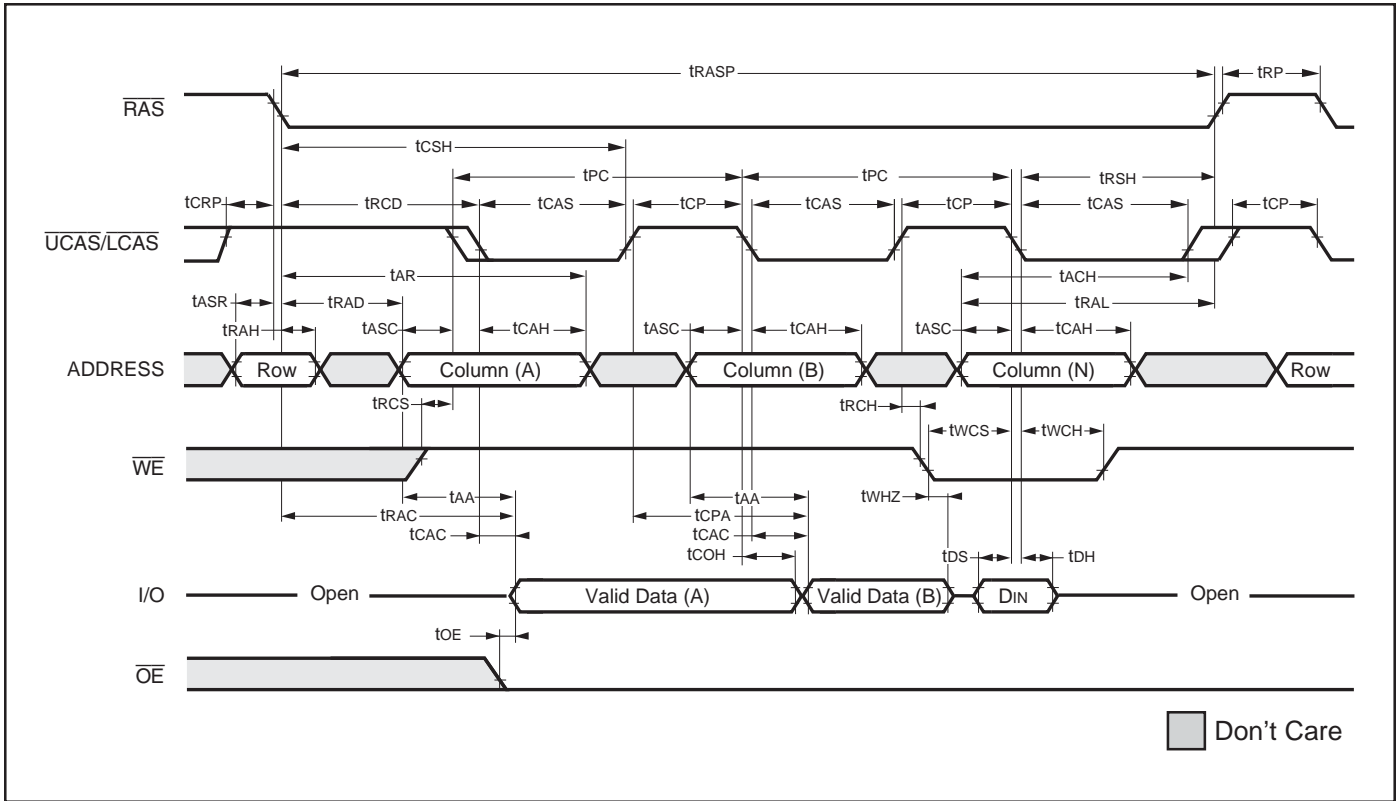 tRASP
tRP
RAS
tCSH
tPC
tPC
tRSH
tCRP
tRCD
tCAS
tCP
tCAS
tCP
tCAS
tCP
UCAS/LCAS
tAR
tACH
tASR
tRAD
tRAL
tRAH
tASC
tCAH
tASC
tCAH
tASC
tCAH
ADDRESS
Row
Column (A)
Column (B)
Column (N)
Row
tRCS
tRCH
tWCS
tWCH
WE
tAA
tAA
tWHZ
tRAC
tCPA
tCAC
tCAC
tCOH
tDS
tDH
I/O
Open
Valid Data (A)
Valid Data (B)
DIN
Open
tOE
OE
Don't Care